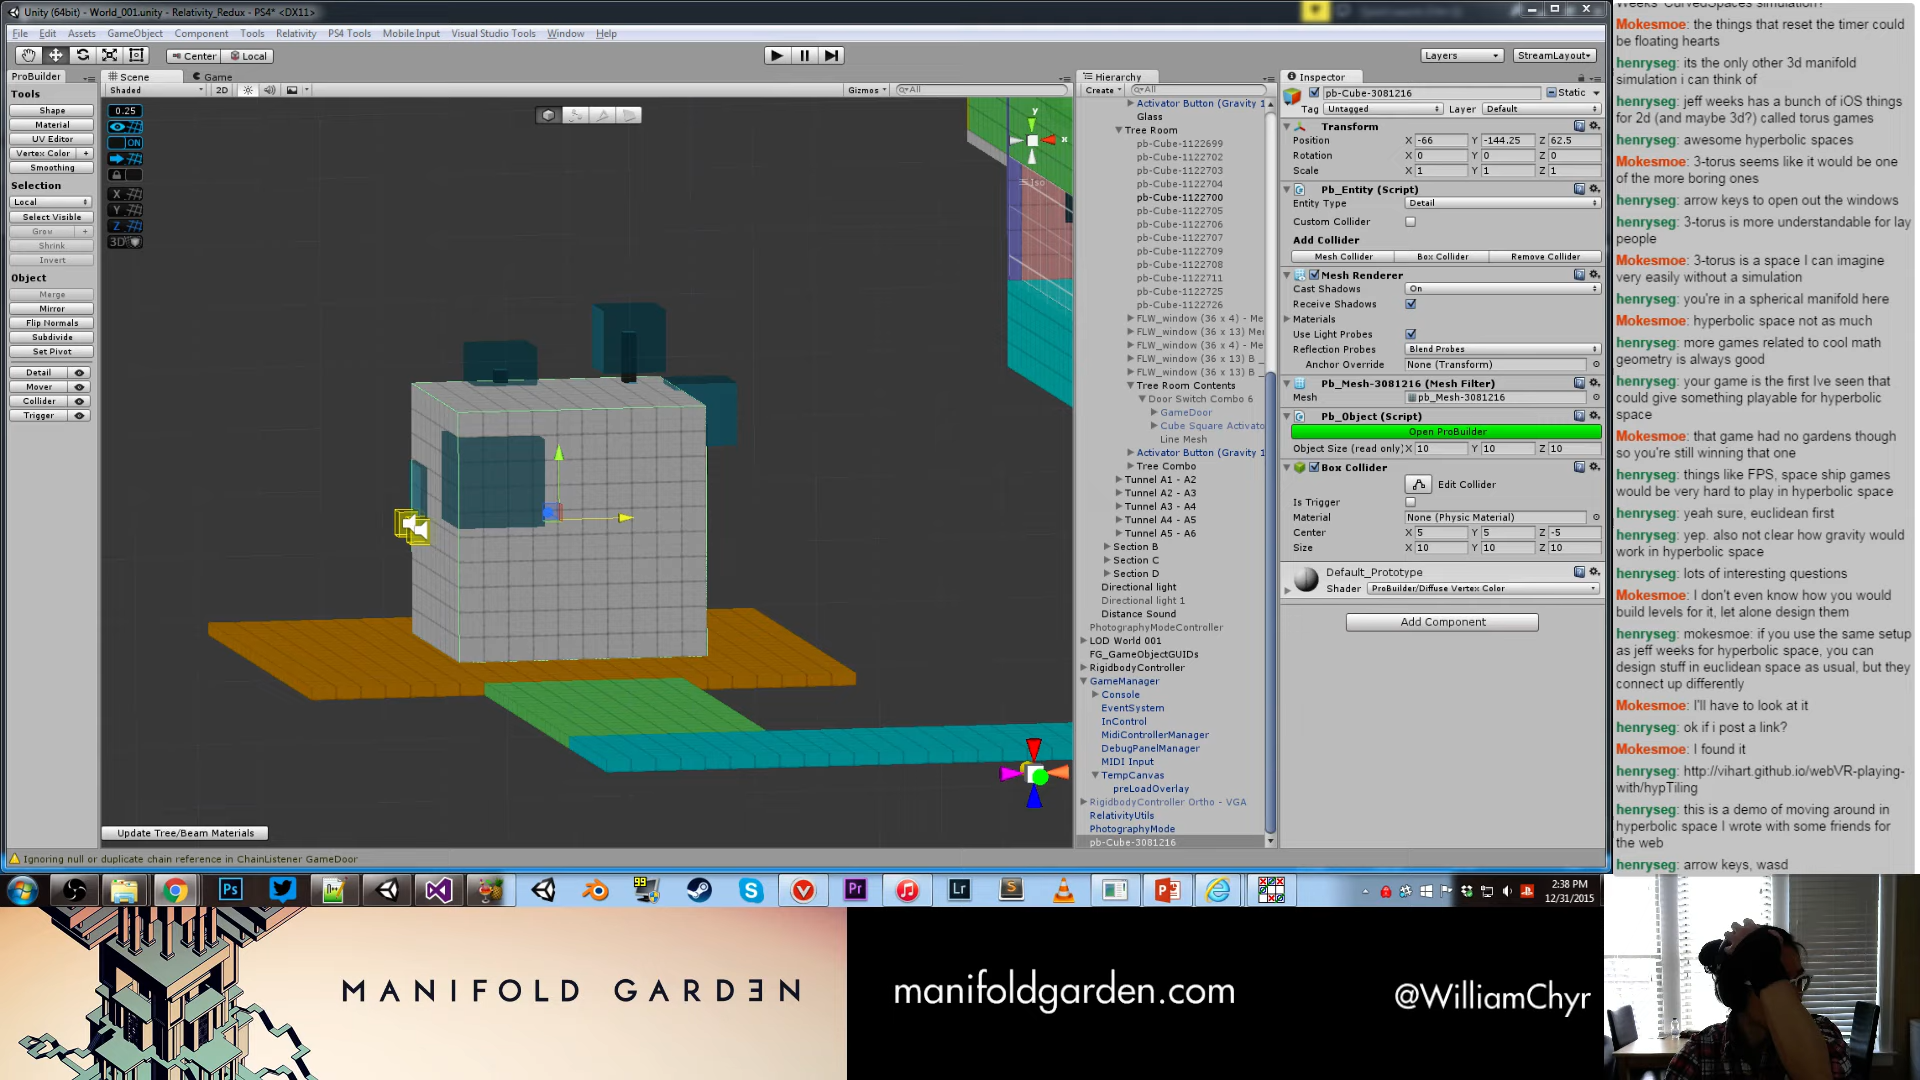 Unity (64bit) - World_001.unity - Relativity_Redux - PS4* <DX11>
File Edit Assets GameObject Component Tools Relativity PS4 Tools Mobile Input Visual Studio Tools Window Help
Center Local
Layers
StreamLayout
ProBuilder
Scene
Game
Shaded
2D
Gizmos
All
Tools
Shape
Material
UV Editor
Vertex Color +
Smoothing
Selection
Local
Select Visible
Grow +
Shrink
Invert
Object
Merge
Mirror
Flip Normals
Subdivide
Set Pivot
Detail
Mover
Collider
Trigger
0.25
ON
X
Y
Z
3D
y
x
Iso
Update Tree/Beam Materials
Ignoring null or duplicate chain reference in ChainListener GameDoor
Hierarchy
Create
All
Activator Button (Gravity 1
Glass
Tree Room
pb-Cube-1122699
pb-Cube-1122702
pb-Cube-1122703
pb-Cube-1122704
pb-Cube-1122700
pb-Cube-1122705
pb-Cube-1122706
pb-Cube-1122707
pb-Cube-1122709
pb-Cube-1122708
pb-Cube-1122711
pb-Cube-1122725
pb-Cube-1122726
FLW_window (36 x 4) - Me
FLW_window (36 x 13) Mer
FLW_window (36 x 4) - Me
FLW_window (36 x 13) B
FLW_window (36 x 13) B
Tree Room Contents
Door Switch Combo 6
GameDoor
Cube Square Activato
Line Mesh
Activator Button (Gravity 1
Tree Combo
Tunnel A1 - A2
Tunnel A2 - A3
Tunnel A3 - A4
Tunnel A4 - A5
Tunnel A5 - A6
Section B
Section C
Section D
Directional light
Directional light 1
Distance Sound
PhotographyModeController
LOD World 001
FG_GameObjectGUIDs
RigidbodyController
GameManager
Console
EventSystem
InControl
MidiControllerManager
DebugPanelManager
MIDI Input
TempCanvas
preLoadOverlay
RigidbodyController Ortho - VGA
RelativityUtils
PhotographyMode
pb-Cube-3081216
Inspector
pb-Cube-3081216
Static
Tag Untagged Layer Default
Transform
Position X -66 Y -144.25 Z 62.5
Rotation X 0 Y 0 Z 0
Scale X 1 Y 1 Z 1
Pb_Entity (Script)
Entity Type Detail
Custom Collider
Add Collider
Mesh Collider Box Collider Remove Collider
Mesh Renderer
Cast Shadows On
Receive Shadows
Materials
Use Light Probes
Reflection Probes Blend Probes
Anchor Override None (Transform)
Pb_Mesh-3081216 (Mesh Filter)
Mesh pb_Mesh-3081216
Pb_Object (Script)
Open ProBuilder
Object Size (read only) X 10 Y 10 Z 10
Box Collider
Edit Collider
Is Trigger
Material None (Physic Material)
Center X 5 Y 5 Z -5
Size X 10 Y 10 Z 10
Default_Prototype
Shader ProBuilder/Diffuse Vertex Color
Add Component
Weeks' CurvedSpaces simulation?
Mokesmoe: the things that reset the timer could
be floating hearts
henryseg: its the only other 3d manifold
simulation i can think of
henryseg: jeff weeks has a bunch of iOS things
for 2d (and maybe 3d?) called torus games
henryseg: awesome hyperbolic spaces
Mokesmoe: 3-torus seems like it would be one
of the more boring ones
henryseg: arrow keys to open out the windows
henryseg: 3-torus is more understandable for lay
people
Mokesmoe: 3-torus is a space I can imagine
very easily without a simulation
henryseg: you're in a spherical manifold here
Mokesmoe: hyperbolic space not as much
henryseg: more games related to cool math
geometry is always good
henryseg: your game is the first Ive seen that
could give something playable for hyperbolic
space
Mokesmoe: that game had no gardens though
so you're still winning that one
henryseg: things like FPS, space ship games
would be very hard to play in hyperbolic space
henryseg: yeah sure, euclidean first
henryseg: yep. also not clear how gravity would
work in hyperbolic space
henryseg: lots of interesting questions
Mokesmoe: I don't even know how you would
build levels for it, let alone design them
henryseg: mokesmoe: if you use the same setup
as jeff weeks for hyperbolic space, you can
design stuff in euclidean space as usual, but they
connect up differently
Mokesmoe: I'll have to look at it
henryseg: ok if i post a link?
Mokesmoe: I found it
henryseg: http://vihart.github.io/webVR-playing-
with/hypTiling
henryseg: this is a demo of moving around in
hyperbolic space I wrote with some friends for
the web
henryseg: arrow keys, wasd
Ps
99
Pr
Lr
S
2:38 PM
12/31/2015
MANIFOLD GARDEN
manifoldgarden.com
@WilliamChyr